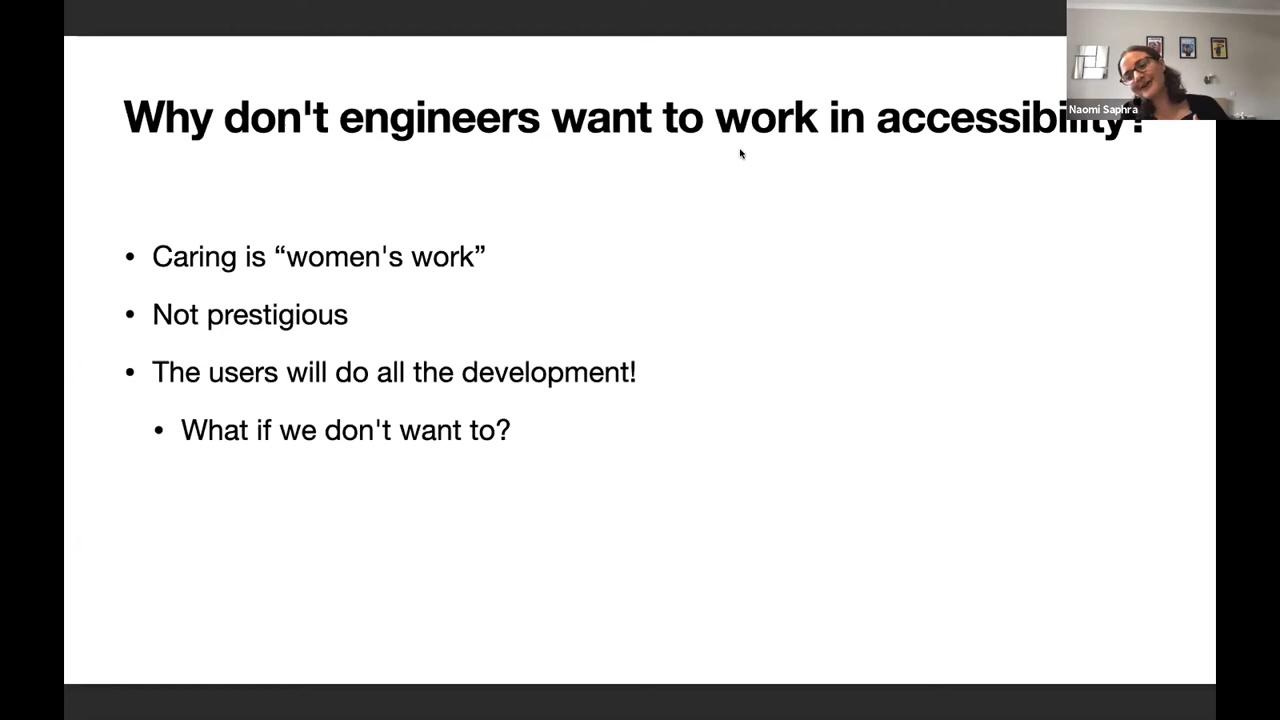 Why don't engineers want to work in accessibility?
Naomi Saphra
• Caring is “women's work”
• Not prestigious
• The users will do all the development!
• What if we don't want to?